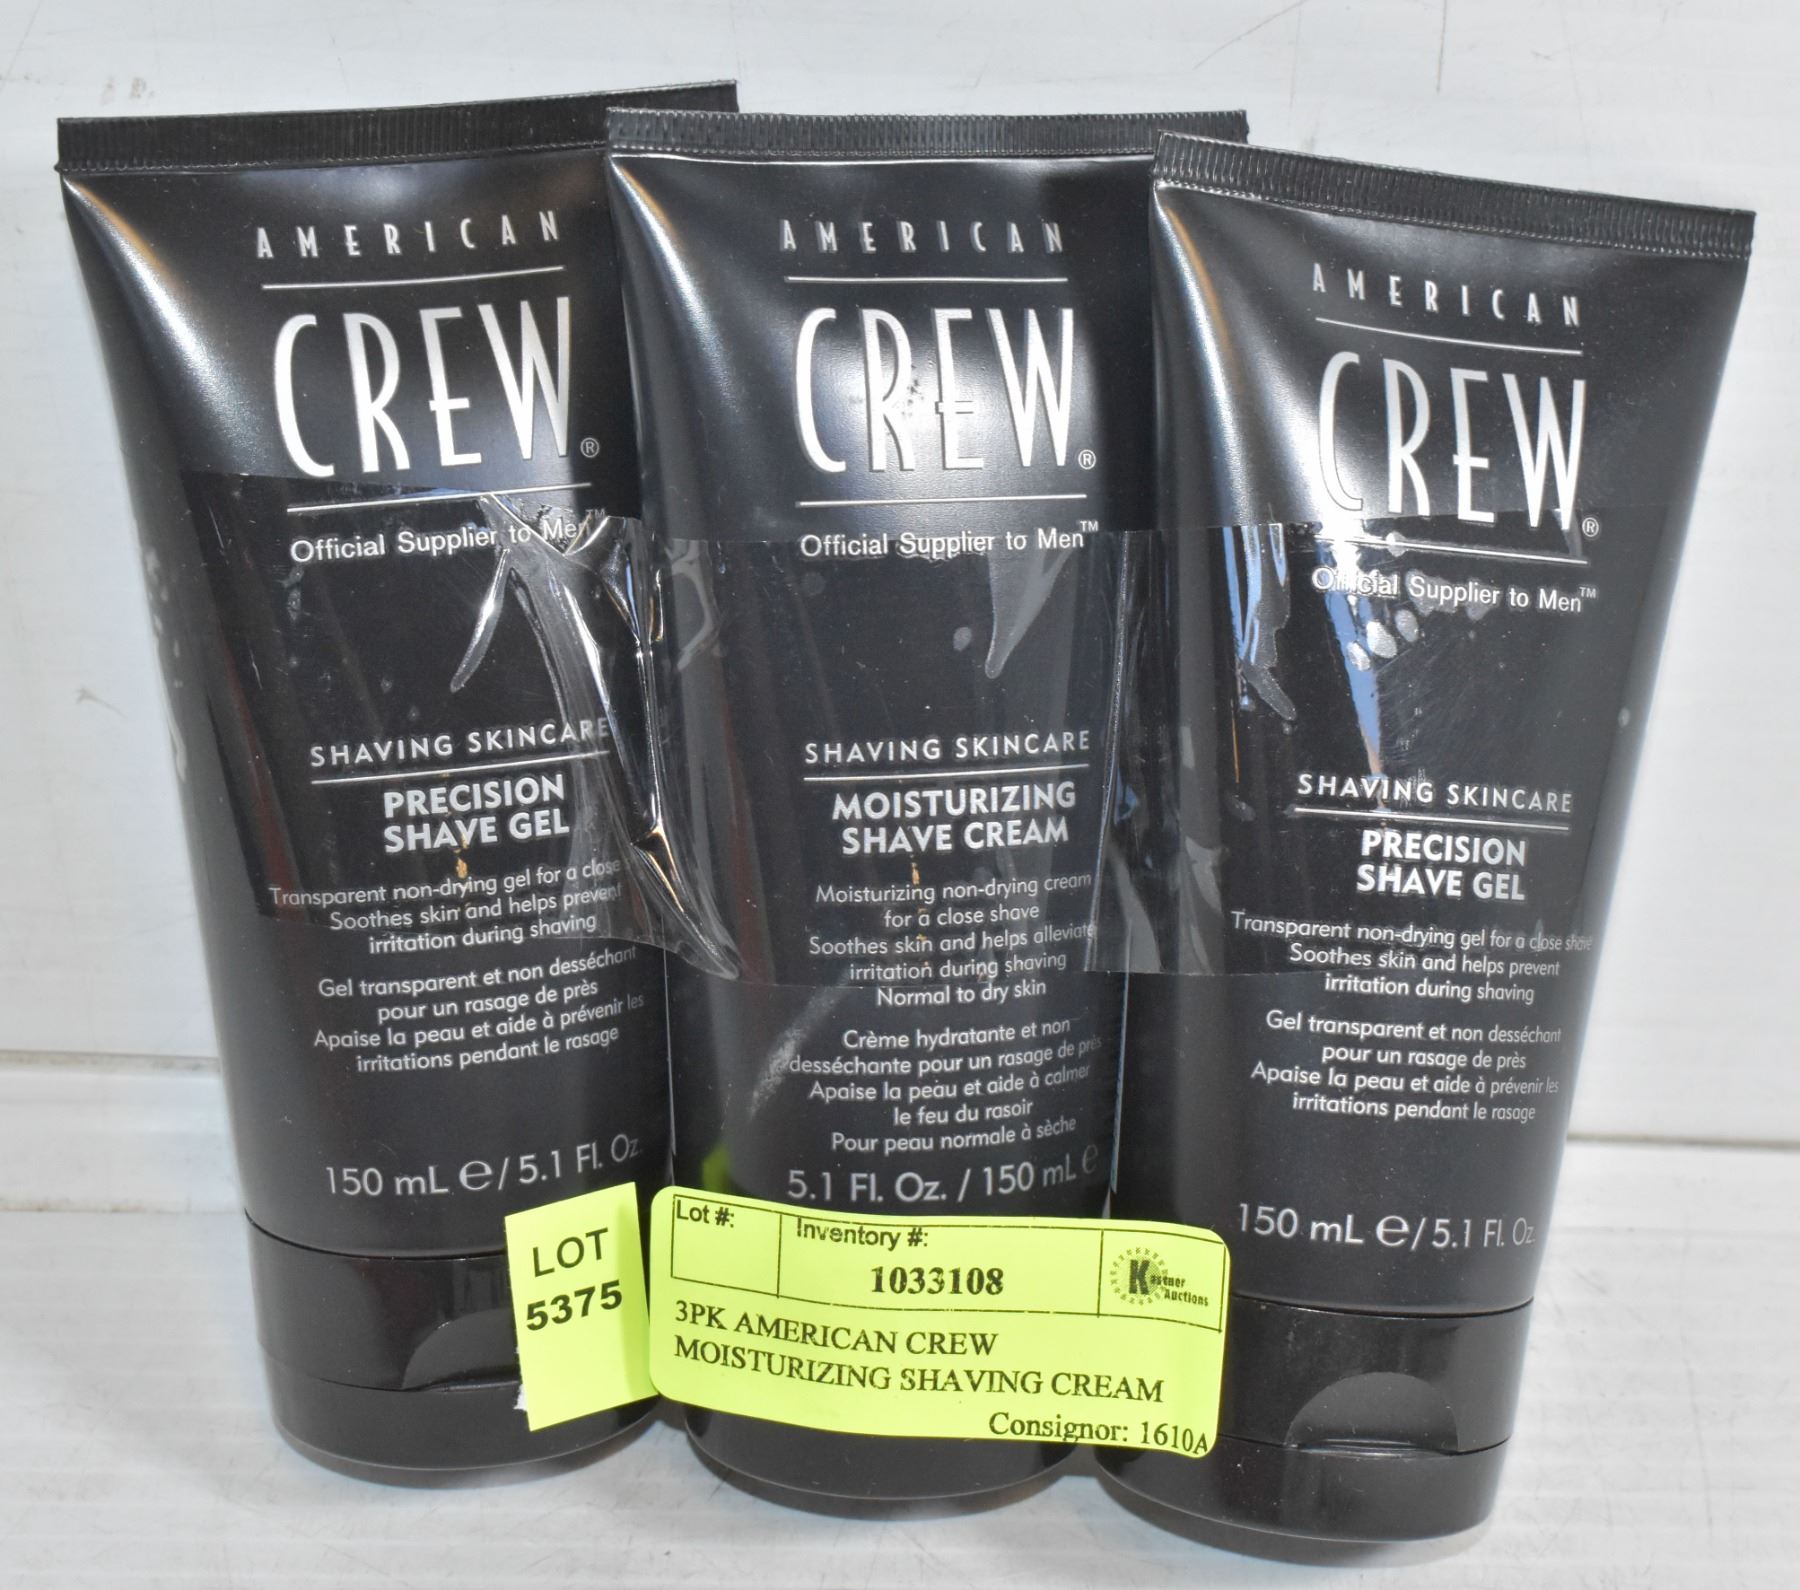 AMERICAN
CREW®
Official Supplier to Men™
SHAVING SKINCARE
PRECISION
SHAVE GEL
Transparent non-drying gel for a close
Soothes skin and helps prevent
irritation during shaving
Gel transparent et non desséchant
pour un rasage de près
Apaise la peau et aide à prévenir les
irritations pendant le rasage
150 mL ℮/5.1 Fl. Oz.
AMERICAN
CREW®
Official Supplier to Men™
SHAVING SKINCARE
MOISTURIZING
SHAVE CREAM
Moisturizing non-drying cream
for a close shave
Soothes skin and helps alleviate
irritation during shaving
Normal to dry skin
Crème hydratante et non
desséchante pour un rasage de près
Apaise la peau et aide à calmer
le feu du rasoir
Pour peau normale à sèche
5.1 Fl. Oz. / 150 mL ℮
AMERICAN
CREW®
Official Supplier to Men™
SHAVING SKINCARE
PRECISION
SHAVE GEL
Transparent non-drying gel for a close shave
Soothes skin and helps prevent
irritation during shaving
Gel transparent et non desséchant
pour un rasage de près
Apaise la peau et aide à prévenir les
irritations pendant le rasage
150 mL ℮/5.1 Fl. Oz.
LOT
5375
Lot #:
Inventory #:
1033108
Kastner
Auctions
3PK AMERICAN CREW
MOISTURIZING SHAVING CREAM
Consignor: 1610A